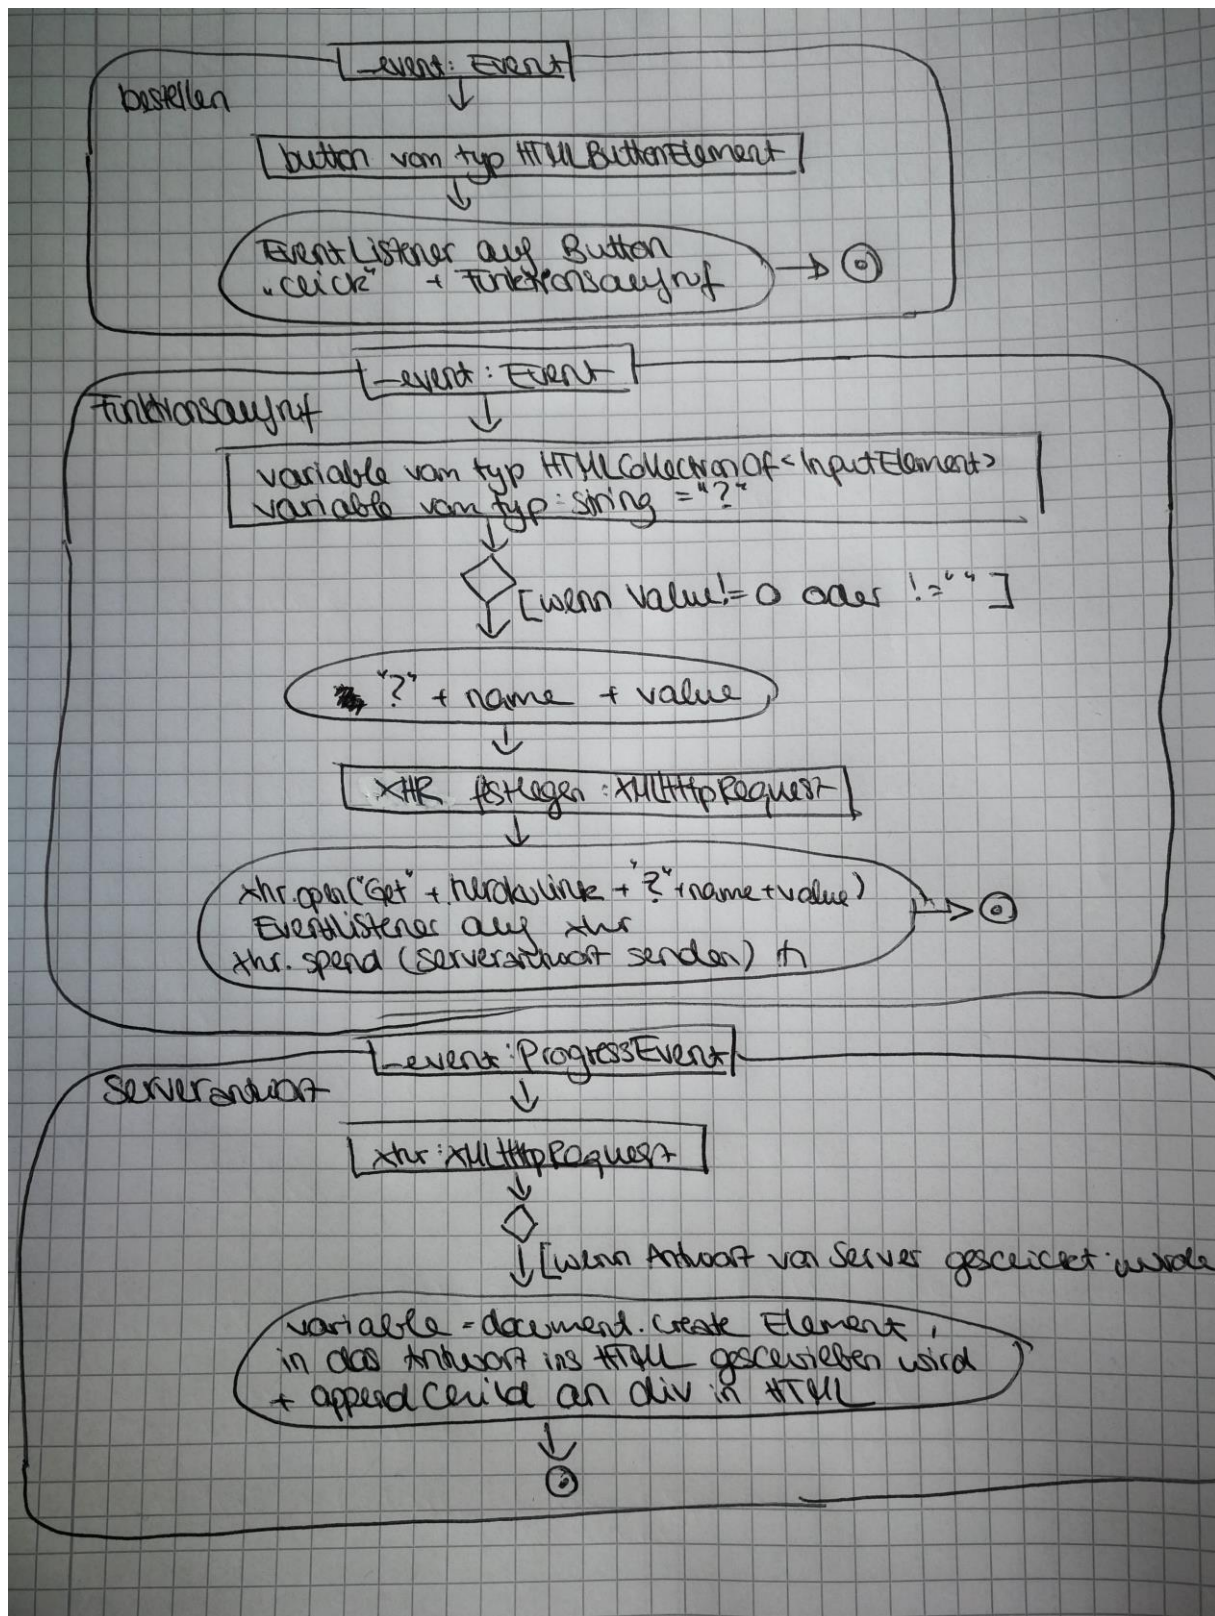 _event: Event
bestellen
button vom typ HTMLButtonElement
EventListener auf Button
"click" + Funktionsaufruf
_event: Event
Funktionsaufruf
variable vom typ HTMLCollectionOf<InputElement>
variable vom typ: string = "?"
[wenn Value != 0 oder != ""]
"?" + name + value
XHR festlegen: XMLHttpRequest
xhr.open("Get" + herokulink + "?" + name + value)
EventListener auf xhr
xhr.spend (serverantwort senden)
_event: ProgressEvent
Serverantwort
xhr: XMLHttpRequest
[wenn Antwort von Server geschickt wurde
variable = document.create Element,
in das Antwort ins HTML geschrieben wird
+ appendChild an div in HTML